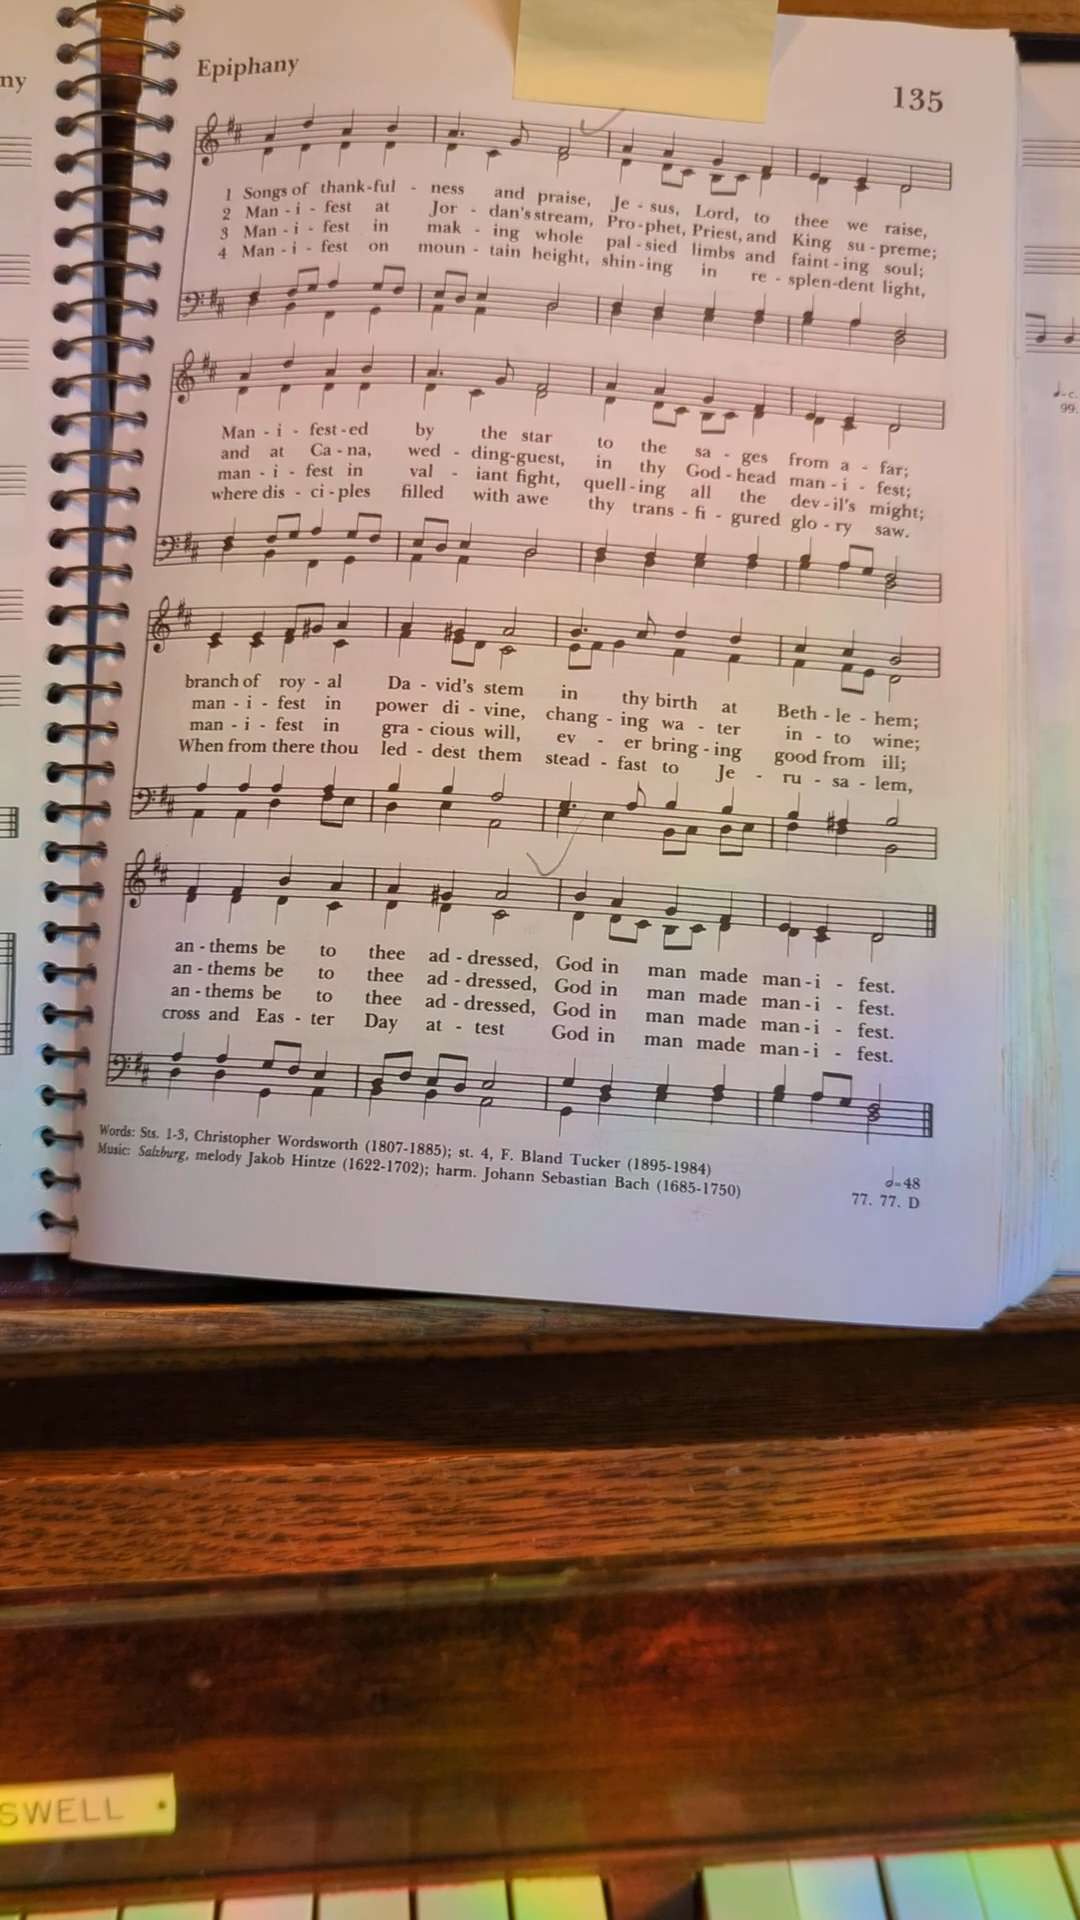 ny
Epiphany
135
1 Songs of thank-ful - ness and praise, Je - sus, Lord, to thee we raise,
2 Man - i - fest at Jor - dan's stream, Pro-phet, Priest, and King su - preme;
3 Man - i - fest in mak - ing whole pal - sied limbs and faint - ing soul;
4 Man - i - fest on moun - tain height, shin-ing in re - splen-dent light,
Man - i - fest-ed by the star to the sa - ges from a - far;
and at Ca - na, wed - ding-guest, in thy God-head man - i - fest;
man - i - fest in val - iant fight, quell-ing all the dev-il's might;
where dis - ci-ples filled with awe thy trans - fi - gured glo - ry saw.
branch of roy - al Da - vid's stem in thy birth at Beth - le - hem;
man - i - fest in power di - vine, chang - ing wa - ter in - to wine;
man - i - fest in gra - cious will, ev - er bring - ing good from ill;
When from there thou led - dest them stead - fast to Je - ru - sa - lem,
an - thems be to thee ad - dressed, God in man made man - i - fest.
an - thems be to thee ad - dressed, God in man made man - i - fest.
an - thems be to thee ad - dressed, God in man made man - i - fest.
cross and Eas - ter Day at - test God in man made man - i - fest.
Words: Sts. 1-3, Christopher Wordsworth (1807-1885); st. 4, F. Bland Tucker (1895-1984)
Music: Salzburg, melody Jakob Hintze (1622-1702); harm. Johann Sebastian Bach (1685-1750)
𝅗𝅥=48
77. 77. D
99.
SWELL